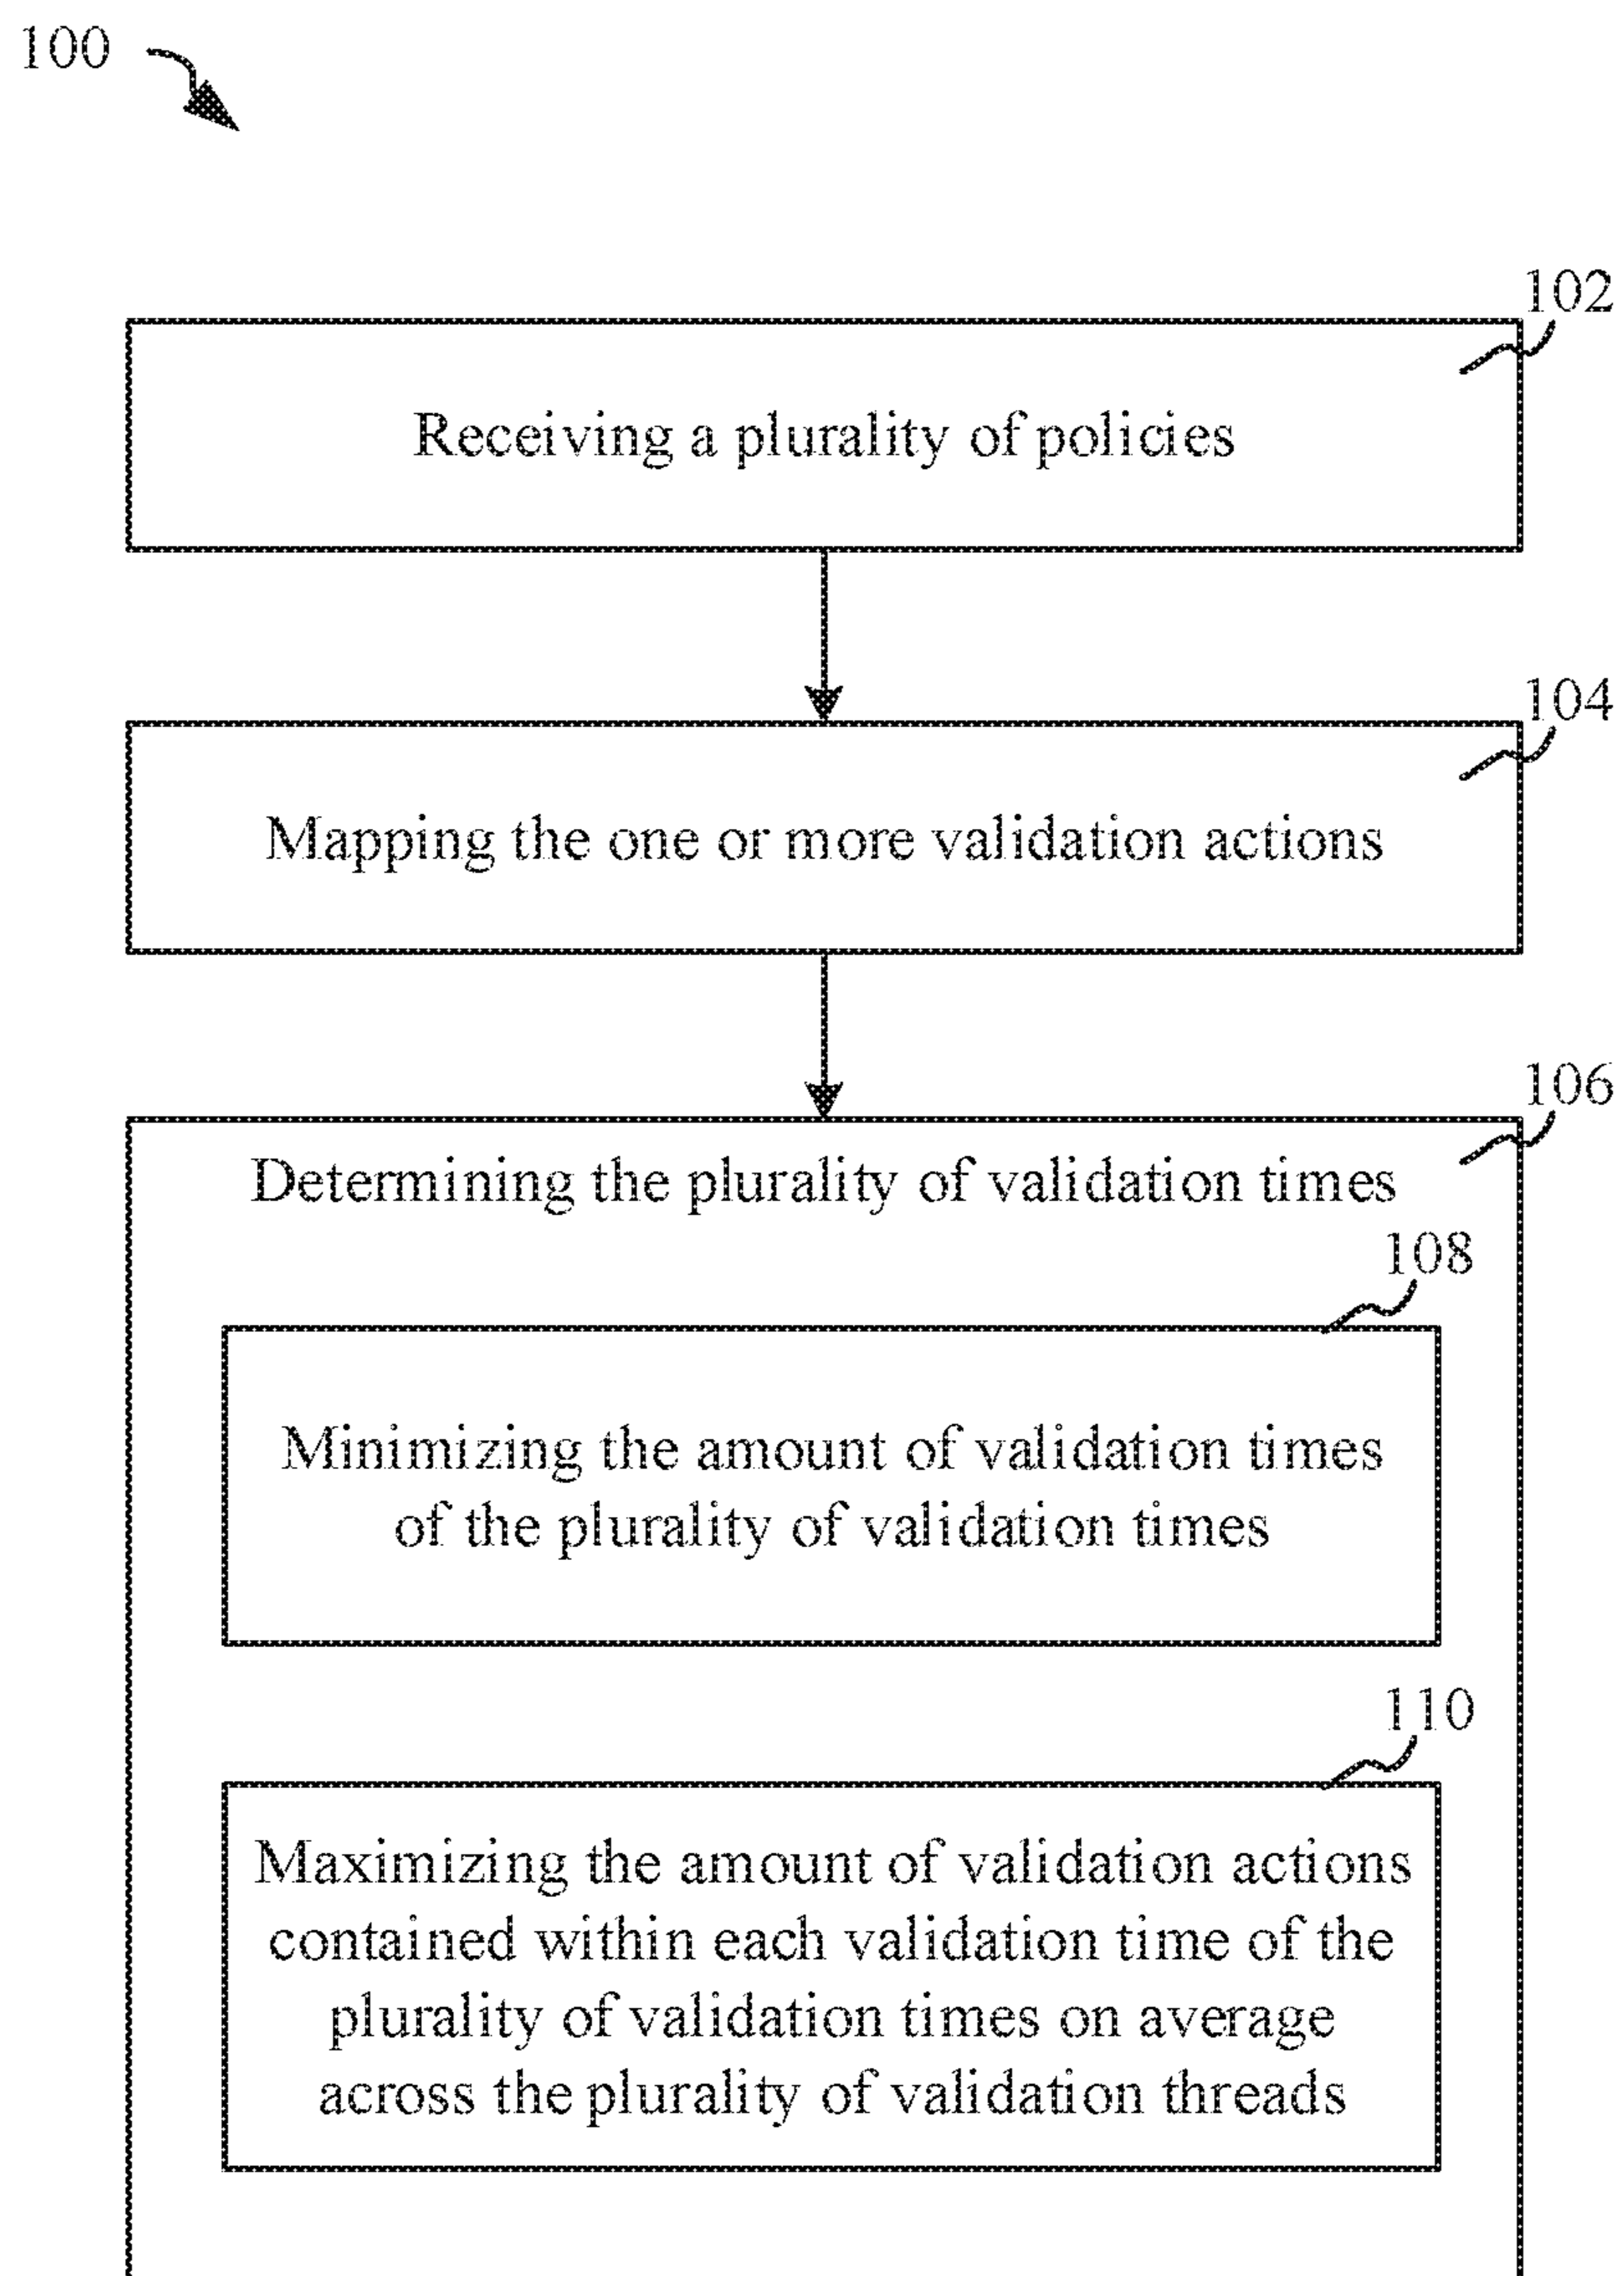 100
102
Receiving a plurality of policies
104
Mapping the one or more validation actions
106
Determining the plurality of validation times
108
Minimizing the amount of validation times
of the plurality of validation times
110
Maximizing the amount of validation actions
contained within each validation time of the
plurality of validation times on average
across the plurality of validation threads